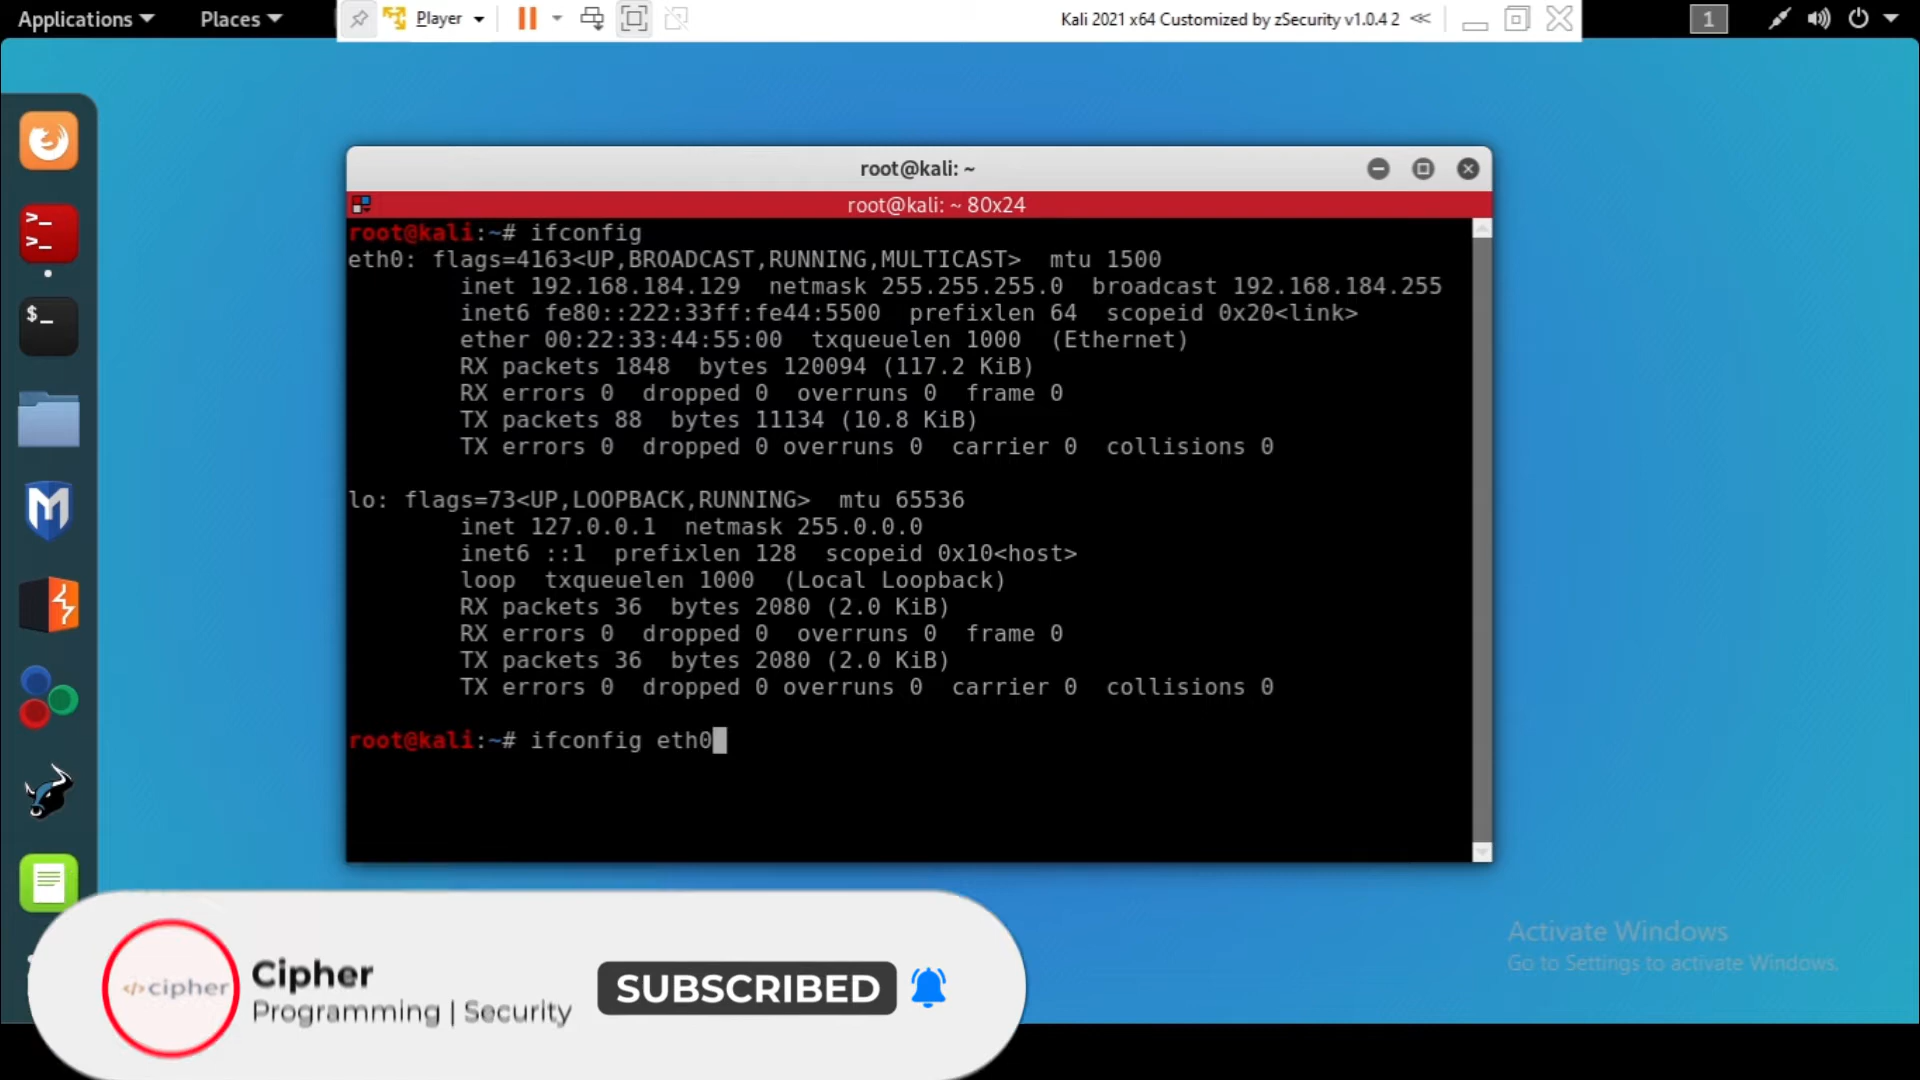 Applications Places Player Kali 2021 x64 Customized by zSecurity v1.0.4 2 1
root@kali: ~
root@kali: ~ 80x24
root@kali:~# ifconfig
eth0: flags=4163<UP,BROADCAST,RUNNING,MULTICAST>  mtu 1500
        inet 192.168.184.129  netmask 255.255.255.0  broadcast 192.168.184.255
        inet6 fe80::222:33ff:fe44:5500  prefixlen 64  scopeid 0x20<link>
        ether 00:22:33:44:55:00  txqueuelen 1000  (Ethernet)
        RX packets 1848  bytes 120094 (117.2 KiB)
        RX errors 0  dropped 0  overruns 0  frame 0
        TX packets 88  bytes 11134 (10.8 KiB)
        TX errors 0  dropped 0 overruns 0  carrier 0  collisions 0
lo: flags=73<UP,LOOPBACK,RUNNING>  mtu 65536
        inet 127.0.0.1  netmask 255.0.0.0
        inet6 ::1  prefixlen 128  scopeid 0x10<host>
        loop  txqueuelen 1000  (Local Loopback)
        RX packets 36  bytes 2080 (2.0 KiB)
        RX errors 0  dropped 0  overruns 0  frame 0
        TX packets 36  bytes 2080 (2.0 KiB)
        TX errors 0  dropped 0 overruns 0  carrier 0  collisions 0
root@kali:~# ifconfig eth0
Activate Windows
Go to Settings to activate Windows.
</>cipher
Cipher
Programming | Security
SUBSCRIBED